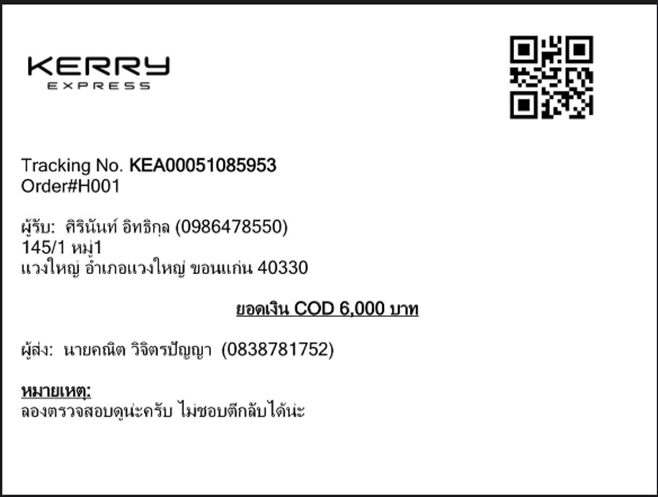 KERRY
EXPRESS
Tracking No. KEA00051085953
Order#H001
ผู้รับ: ศิรินันท์ อิทธิกุล (0986478550)
145/1 หมู่1
แวงใหญ่ อำเภอแวงใหญ่ ขอนแก่น 40330
ยอดเงิน COD 6,000 บาท
ผู้ส่ง: นายคณิต วิจิตรปัญญา (0838781752)
หมายเหตุ:
ลองตรวจสอบดูน่ะครับ ไม่ชอบตีกลับได้น่ะ